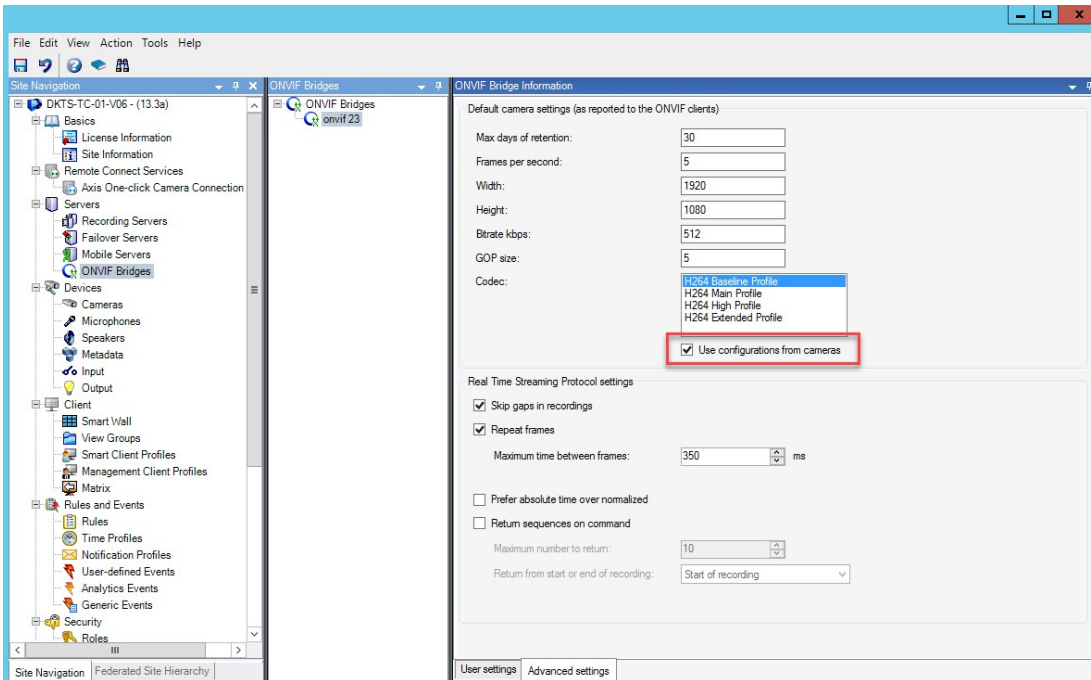 File Edit View Action Tools Help
Site Navigation
DKTS-TC-01-V06 - (13.3a)
Basics
License Information
Site Information
Remote Connect Services
Axis One-click Camera Connection
Servers
Recording Servers
Failover Servers
Mobile Servers
ONVIF Bridges
Devices
Cameras
Microphones
Speakers
Metadata
Input
Output
Client
Smart Wall
View Groups
Smart Client Profiles
Management Client Profiles
Matrix
Rules and Events
Rules
Time Profiles
Notification Profiles
User-defined Events
Analytics Events
Generic Events
Security
Roles
Site Navigation Federated Site Hierarchy
ONVIF Bridges
ONVIF Bridges
onvif 23
ONVIF Bridge Information
Default camera settings (as reported to the ONVIF clients)
Max days of retention: 30
Frames per second: 5
Width: 1920
Height: 1080
Bitrate kbps: 512
GOP size: 5
Codec: H264 Baseline Profile
H264 Main Profile
H264 High Profile
H264 Extended Profile
Use configurations from cameras
Real Time Streaming Protocol settings
Skip gaps in recordings
Repeat frames
Maximum time between frames: 350 ms
Prefer absolute time over normalized
Return sequences on command
Maximum number to return: 10
Return from start or end of recording: Start of recording
User settings Advanced settings